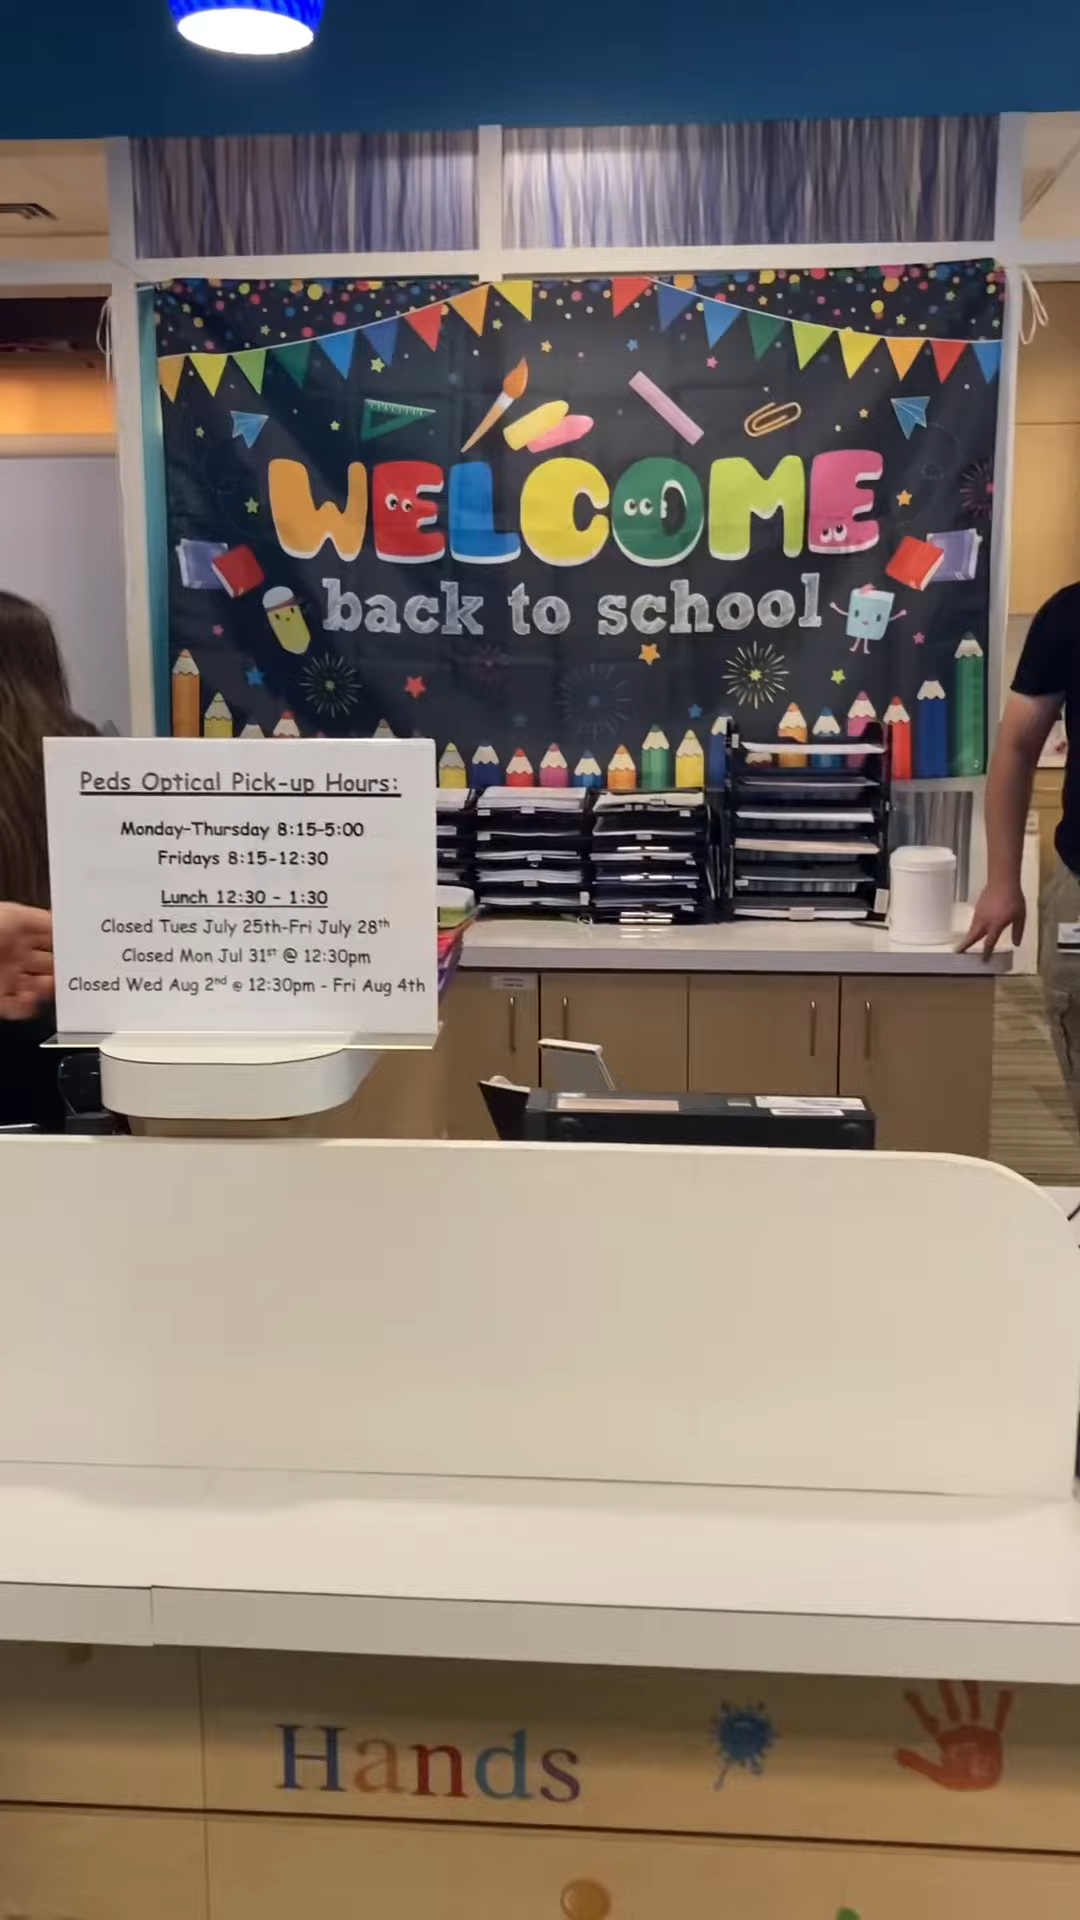 WELCOME
back to school
Peds Optical Pick-up Hours:
Monday-Thursday 8:15-5:00
Fridays 8:15-12:30
Lunch 12:30 - 1:30
Closed Tues July 25th-Fri July 28th
Closed Mon Jul 31st @ 12:30pm
Closed Wed Aug 2nd @ 12:30pm - Fri Aug 4th
Hands